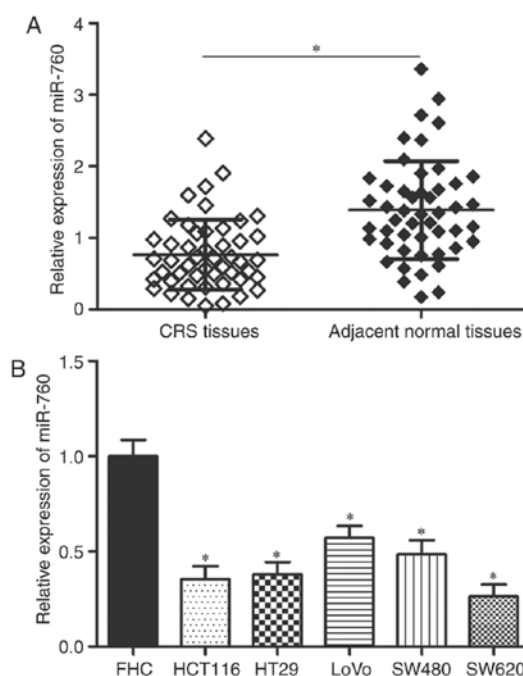 A
Relative expression of miR-760
4
3
2
1
0
*
CRS tissues Adjacent normal tissues
B
Relative expression of miR-760
1.5
1.0
0.5
0.0
* * * * *
FHC HCT116 HT29 LoVo SW480 SW620